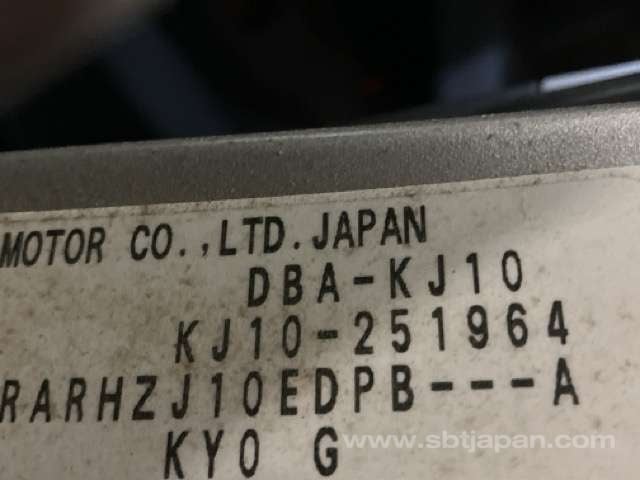 MOTOR CO.,LTD.JAPAN
DBA-KJ10
KJ10-251964
RARHZJ10EDPB---A
KY0 G
www.sbtjapan.com